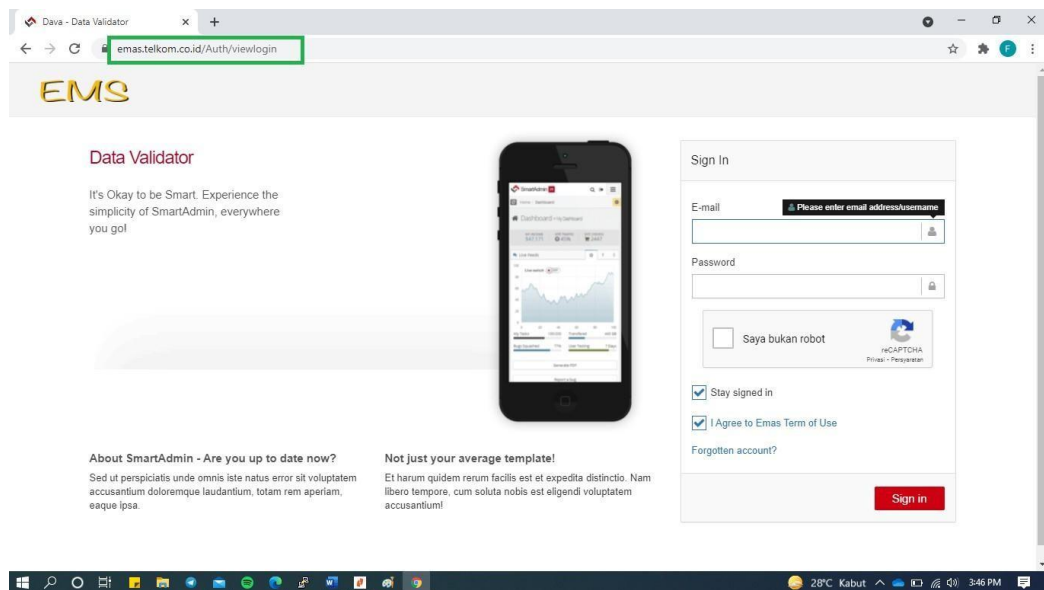 Dava - Data Validator
emas.telkom.co.id/Auth/viewlogin
F
EMS
Data Validator
It's Okay to be Smart. Experience the
simplicity of SmartAdmin, everywhere
you go!
SmartAdmin
Dashboard
Sign In
E-mail
Please enter email address/username
Password
Saya bukan robot
reCAPTCHA
Privasi - Persyaratan
Stay signed in
I Agree to Emas Term of Use
Forgotten account?
Sign in
About SmartAdmin - Are you up to date now?
Sed ut perspiciatis unde omnis iste natus error sit voluptatem
accusantium doloremque laudantium, totam rem aperiam,
eaque ipsa.
Not just your average template!
Et harum quidem rerum facilis est et expedita distinctio. Nam
libero tempore, cum soluta nobis est eligendi voluptatem
accusantium!
28°C Kabut
3:46 PM